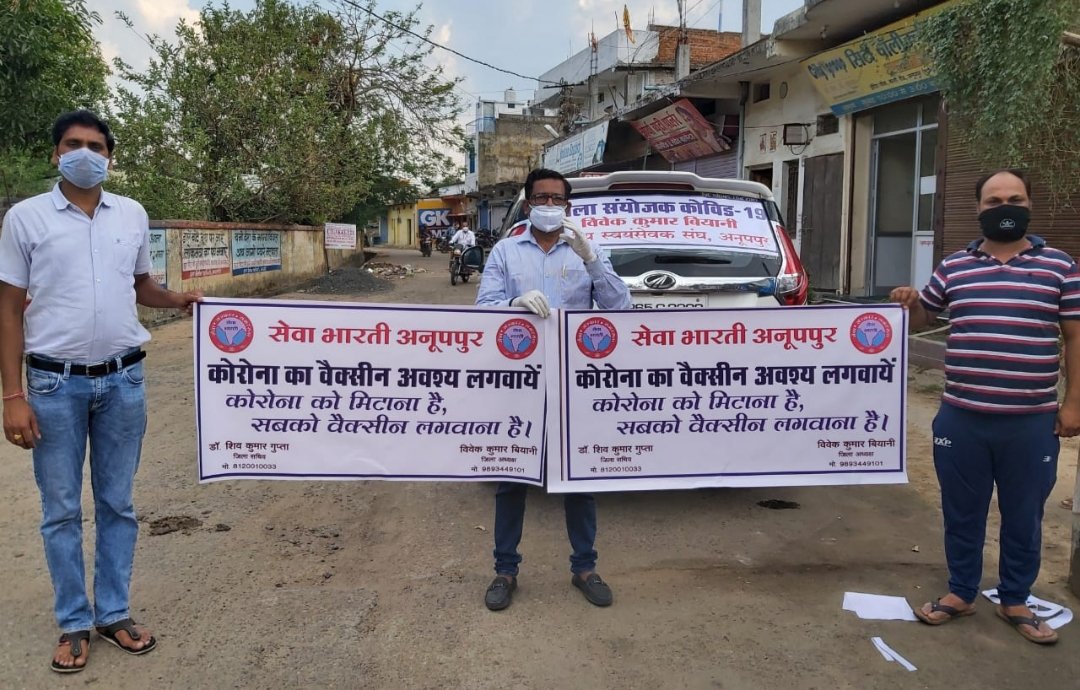 जिला संयोजक कोविड-19
विवेक कुमार बियानी
स्वयंसेवक संघ, अनूपपुर
सेवा भारती अनूपपुर
कोरोना का वैक्सीन अवश्य लगवायें
कोरोना को मिटाना है,
सबको वैक्सीन लगवाना है।
डॉ. शिव कुमार गुप्ता
जिला सचिव
मो. 8120010033
विवेक कुमार बियानी
जिला अध्यक्ष
मो. 9893449101
सेवा भारती अनूपपुर
कोरोना का वैक्सीन अवश्य लगवायें
कोरोना को मिटाना है,
सबको वैक्सीन लगवाना है।
डॉ. शिव कुमार गुप्ता
जिला सचिव
मो. 8120010033
विवेक कुमार बियानी
जिला अध्यक्ष
मो. 9893449101
GK